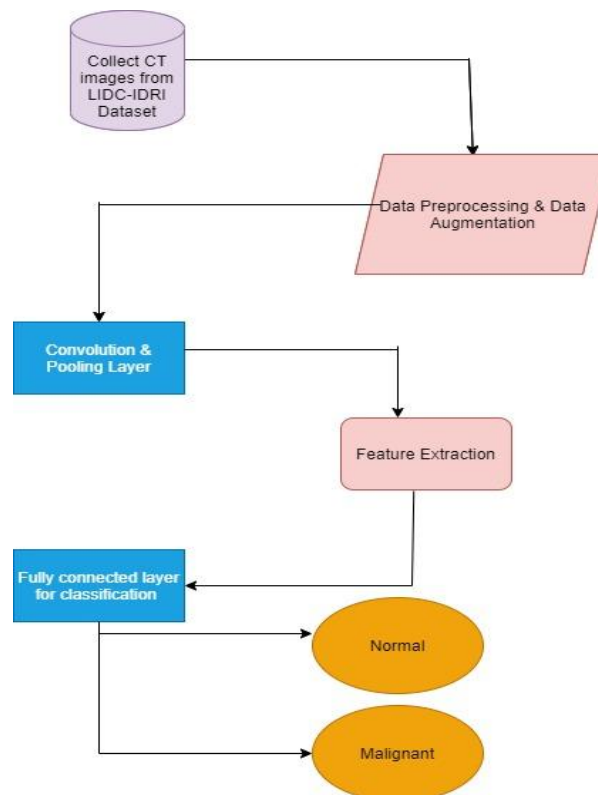 Collect CT
images from
LIDC-IDRI
Dataset
Data Preprocessing & Data
Augmentation
Convolution &
Pooling Layer
Feature Extraction
Fully connected layer
for classification
Normal
Malignant